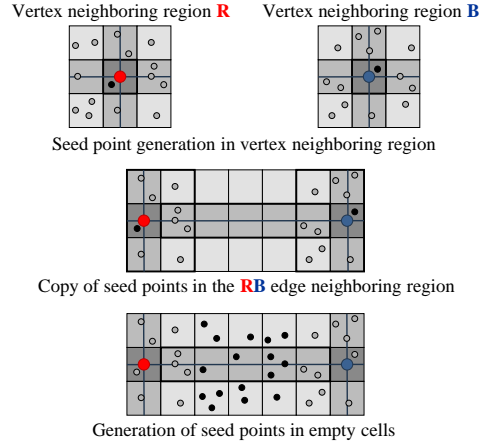 Vertex neighboring region R
Vertex neighboring region B
Seed point generation in vertex neighboring region
Copy of seed points in the RB edge neighboring region
Generation of seed points in empty cells